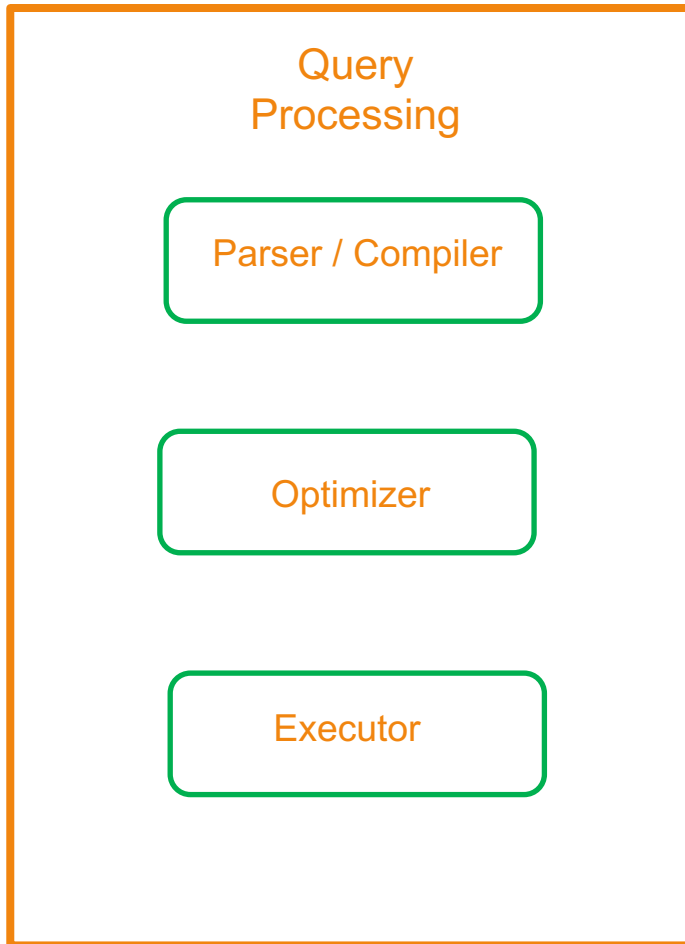 Query
Processing
Parser / Compiler
Optimizer
Executor